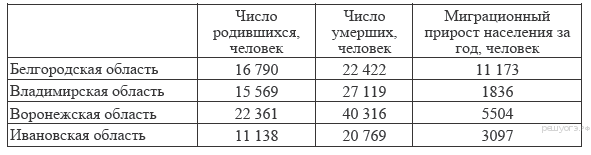 Число родившихся, человек Число умерших, человек Миграционный прирост населения за год, человек
Белгородская область 16 790 22 422 11 173
Владимирская область 15 569 27 119 1836
Воронежская область 22 361 40 316 5504
Ивановская область 11 138 20 769 3097
решуогэ.рф